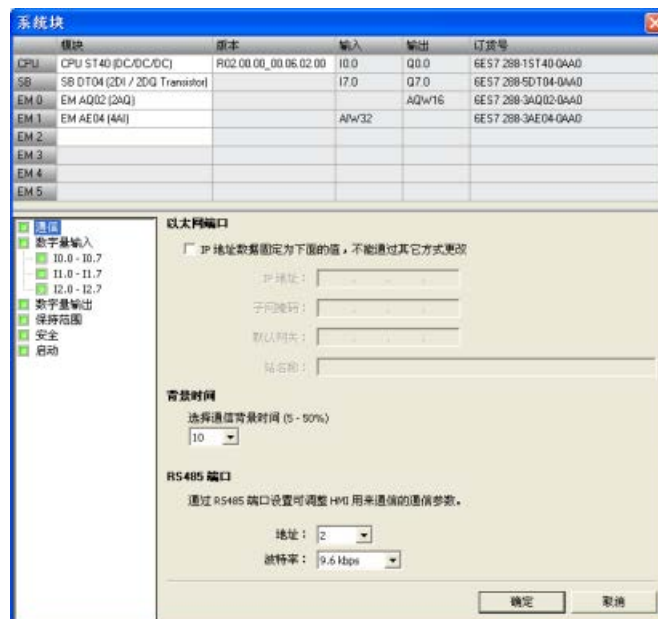 系统块
模块 版本 输入 输出 订货号
CPU CPU ST40 (DC/DC/DC) R02.00.00_00.06.02.00 I0.0 Q0.0 6ES7 288-1ST40-0AA0
SB SB DT04 (2DI / 2DQ Transistor) I7.0 Q7.0 6ES7 288-5DT04-0AA0
EM 0 EM AQ02 (2AQ) AQW16 6ES7 288-3AQ02-0AA0
EM 1 EM AE04 (4AI) AIW32 6ES7 288-3AE04-0AA0
EM 2
EM 3
EM 4
EM 5
通信
数字量输入
I0.0 - I0.7
I1.0 - I1.7
I2.0 - I2.7
数字量输出
保持范围
安全
启动
以太网端口
IP 地址数据固定为下面的值，不能通过其它方式更改
IP 地址：
子网掩码：
默认网关：
站名称：
背景时间
选择通信背景时间 (5 - 50%)
10
RS485 端口
通过 RS485 端口设置可调整 HMI 用来通信的通信参数。
地址： 2
波特率： 9.6 kbps
确定 取消